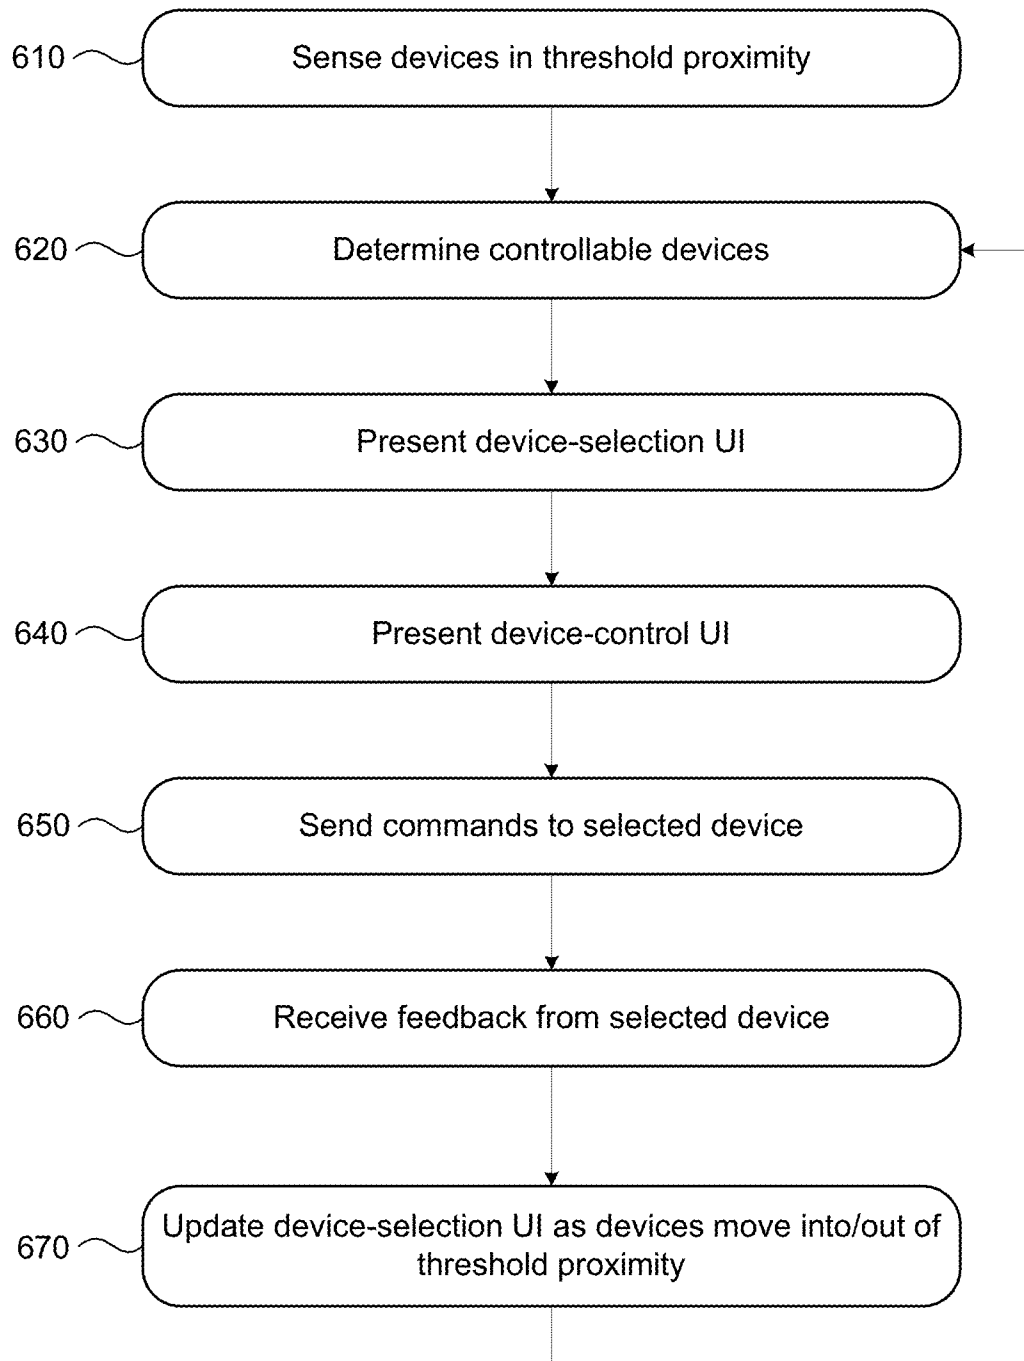 610 Sense devices in threshold proximity
620 Determine controllable devices
630 Present device-selection UI
640 Present device-control UI
650 Send commands to selected device
660 Receive feedback from selected device
670 Update device-selection UI as devices move into/out of
threshold proximity